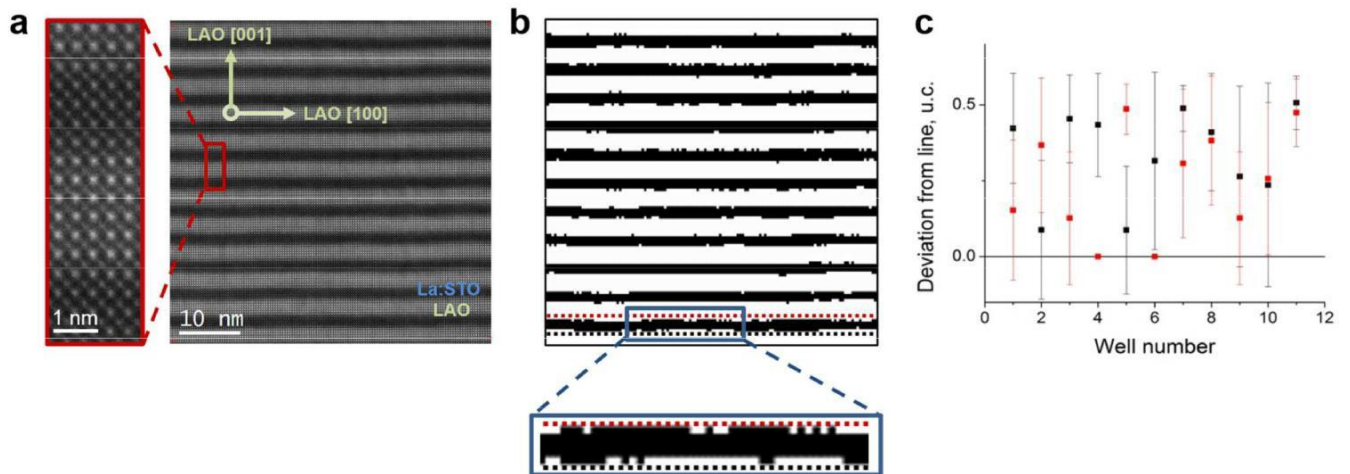 a
LAO [001]
LAO [100]
La:STO
LAO
1 nm
10 nm
b
c
Deviation from line, u.c.
0.5
0.0
0
2
4
6
8
10
12
Well number